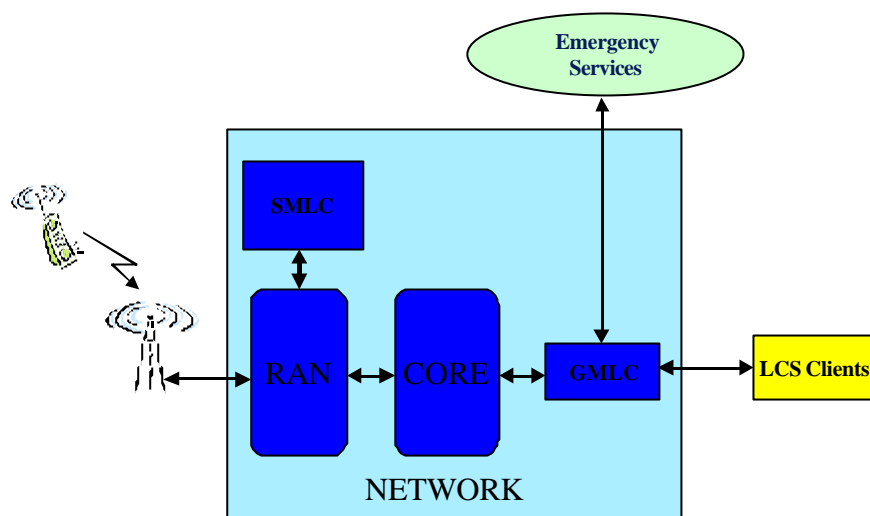 Emergency
Services
SMLC
RAN
CORE
GMLC
LCS Clients
NETWORK